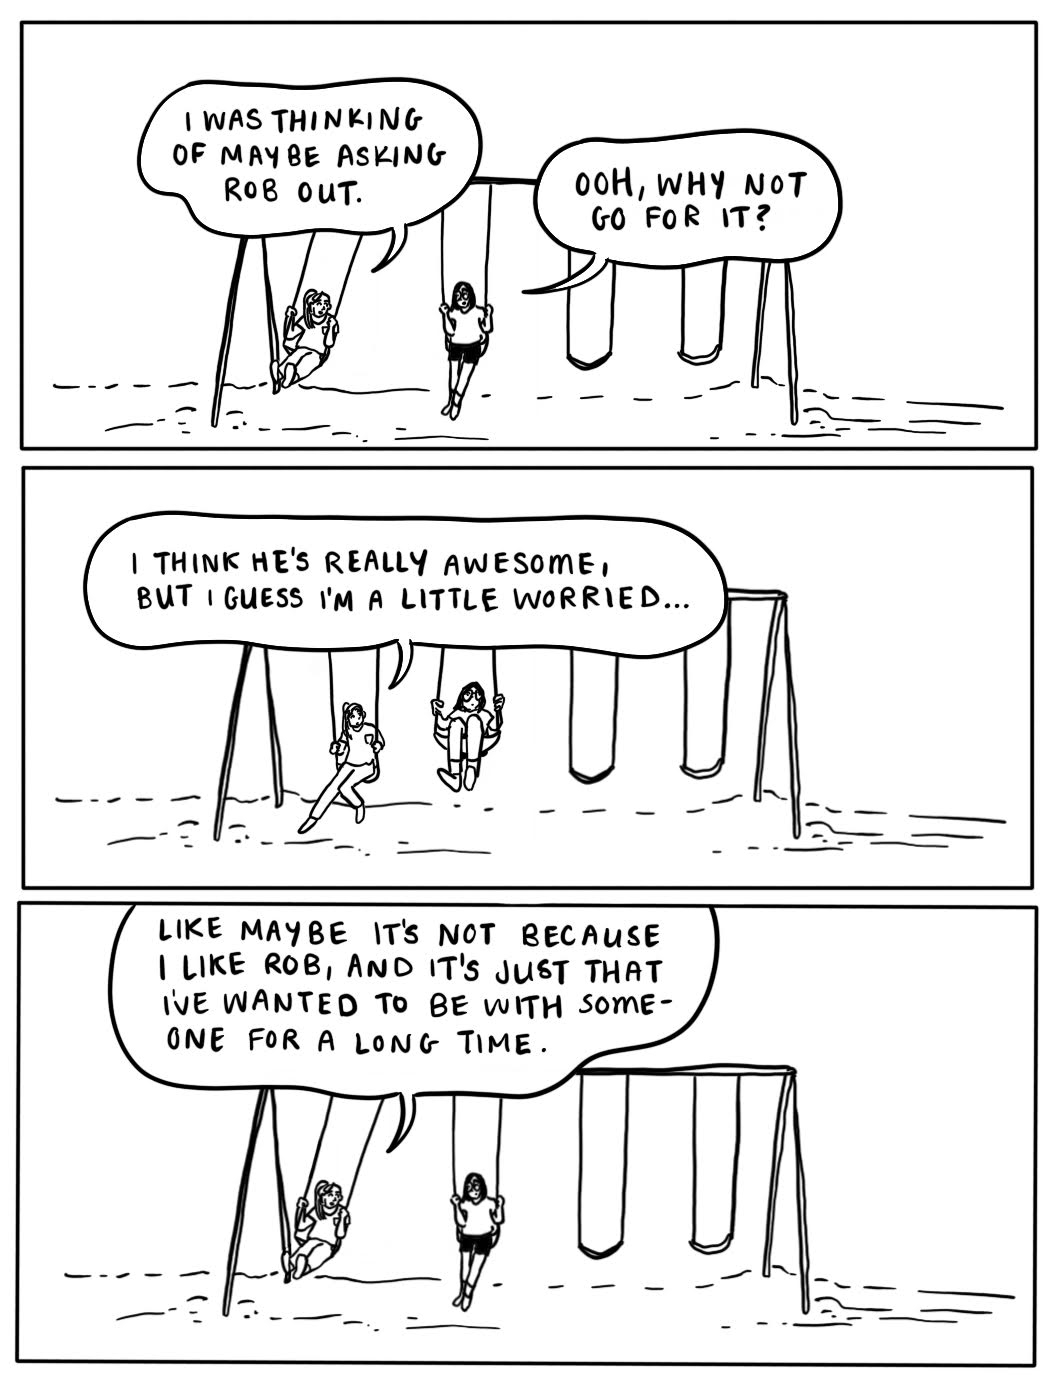 I WAS THINKING
OF MAYBE ASKING
ROB OUT.
OOH, WHY NOT
GO FOR IT?
I THINK HE'S REALLY AWESOME,
BUT I GUESS I'M A LITTLE WORRIED...
LIKE MAYBE IT'S NOT BECAUSE
I LIKE ROB, AND IT'S JUST THAT
I'VE WANTED TO BE WITH SOME-
ONE FOR A LONG TIME.